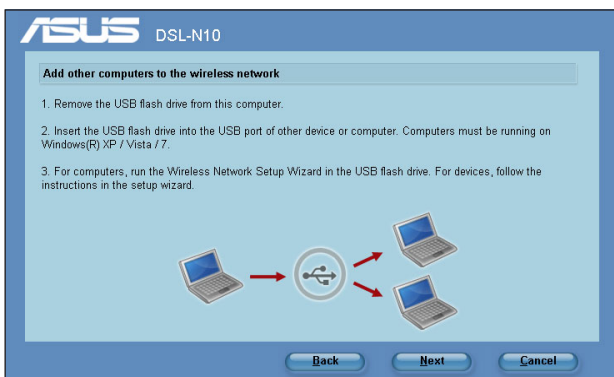 ASUS DSL-N10
Add other computers to the wireless network
1. Remove the USB flash drive from this computer.
2. Insert the USB flash drive into the USB port of other device or computer. Computers must be running on
Windows(R) XP / Vista / 7.
3. For computers, run the Wireless Network Setup Wizard in the USB flash drive. For devices, follow the
instructions in the setup wizard.
Back Next Cancel